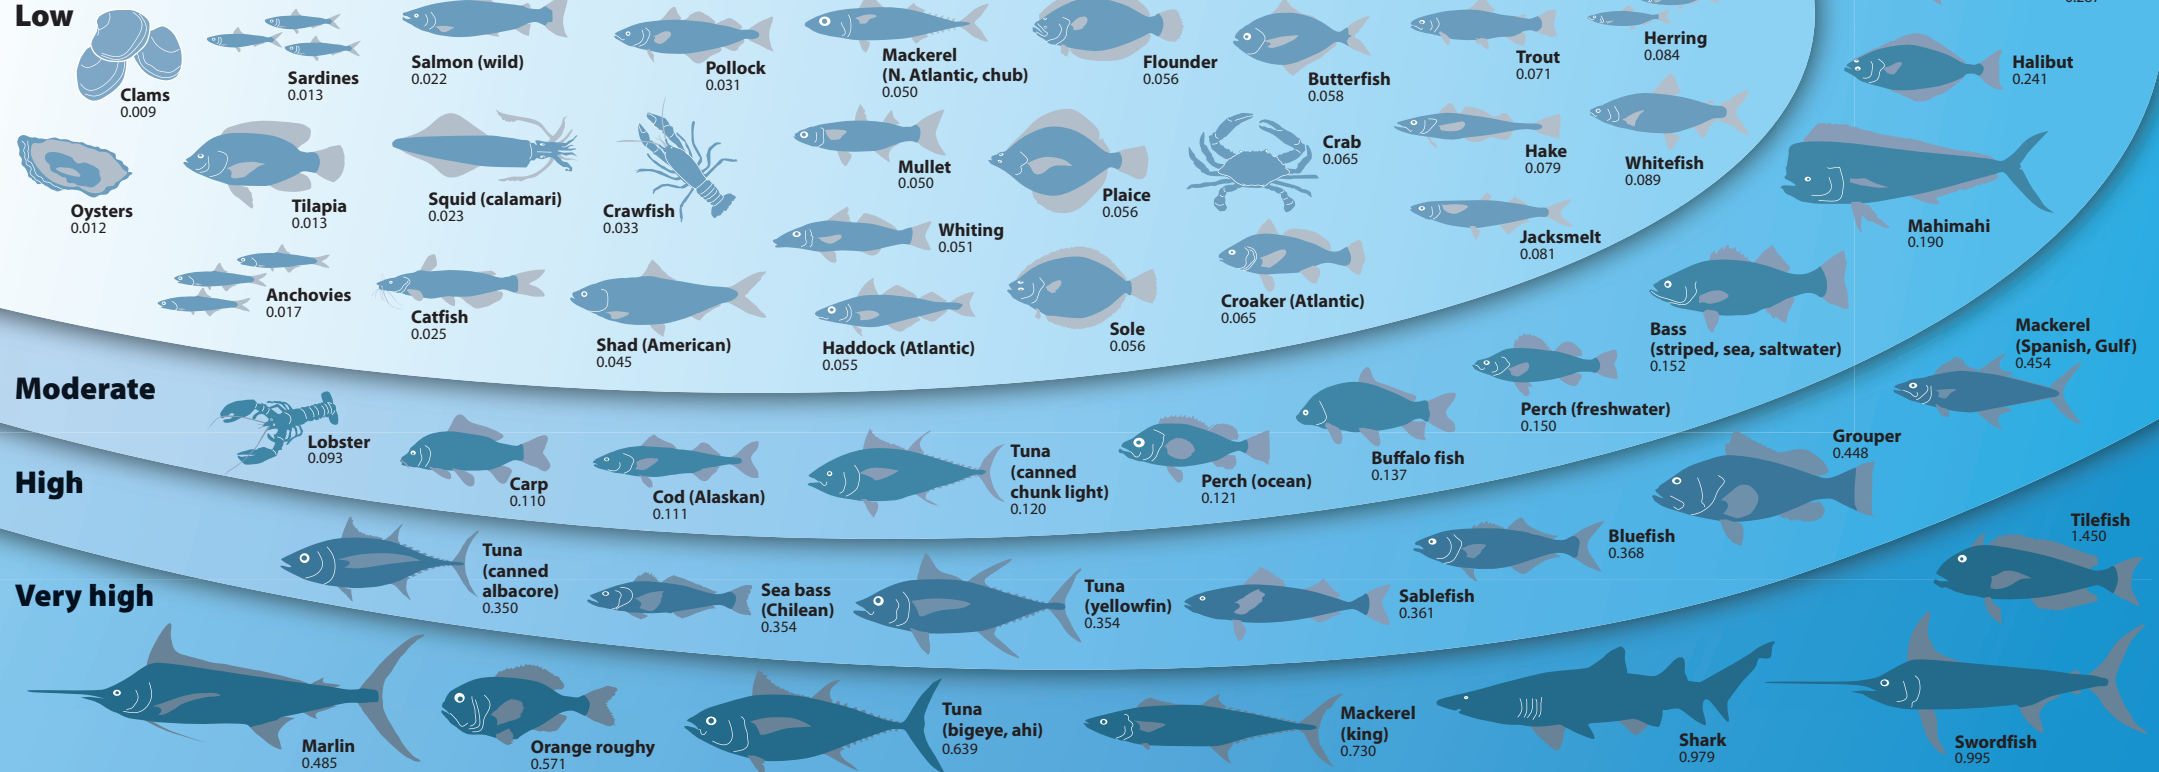 Low
Clams
0.009
Sardines
0.013
Salmon (wild)
0.022
Pollock
0.031
Mackerel
(N. Atlantic, chub)
0.050
Flounder
0.056
Butterfish
0.058
Trout
0.071
Herring
0.084
Halibut
0.241
Oysters
0.012
Tilapia
0.013
Squid (calamari)
0.023
Crawfish
0.033
Mullet
0.050
Plaice
0.056
Crab
0.065
Hake
0.079
Whitefish
0.089
Mahimahi
0.190
Anchovies
0.017
Catfish
0.025
Shad (American)
0.045
Whiting
0.051
Haddock (Atlantic)
0.055
Sole
0.056
Croaker (Atlantic)
0.065
Jacksmelt
0.081
Bass
(striped, sea, saltwater)
0.152
Mackerel
(Spanish, Gulf)
0.454
Moderate
Lobster
0.093
Carp
0.110
Cod (Alaskan)
0.111
Tuna
(canned
chunk light)
0.120
Perch (ocean)
0.121
Buffalo fish
0.137
Perch (freshwater)
0.150
Grouper
0.448
High
Tuna
(canned
albacore)
0.350
Sea bass
(Chilean)
0.354
Tuna
(yellowfin)
0.354
Sablefish
0.361
Bluefish
0.368
Tilefish
1.450
Very high
Marlin
0.485
Orange roughy
0.571
Tuna
(bigeye, ahi)
0.639
Mackerel
(king)
0.730
Shark
0.979
Swordfish
0.995